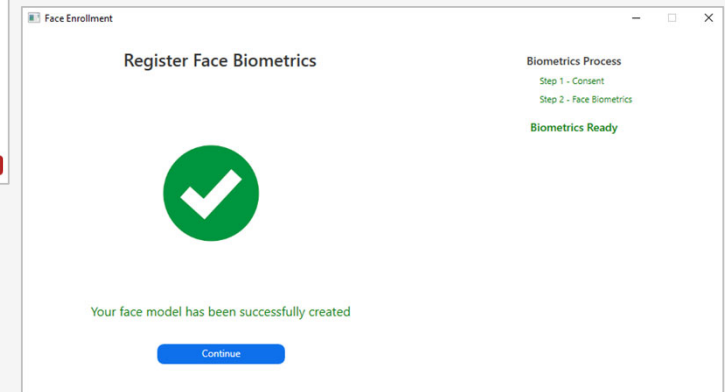 Face Enrollment
Register Face Biometrics
Biometrics Process
Step 1 - Consent
Step 2 - Face Biometrics
Biometrics Ready
Your face model has been successfully created
Continue